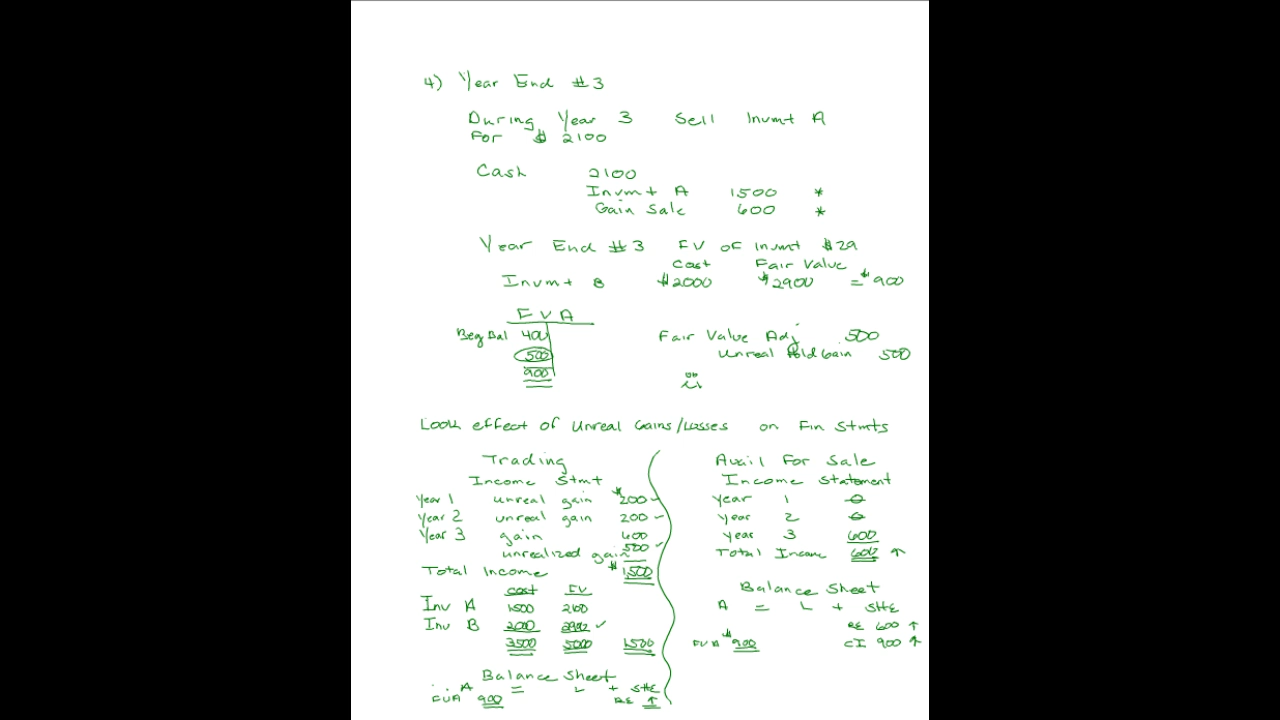 4) Year End #3
During Year 3 Sell Invmt A
For $ 2100
Cash 2100
Invmt A 1500 *
Gain Sale 600 *
Year End #3 FV of Invmt $29
Cost Fair Value
Invmt B $2000 $2900 = $900
FVA
Beg Bal 400
500
900
Fair Value Adj 500
Unreal Hold Gain 500
Look effect of Unreal Gains/Losses on Fin Stmts
Trading
Income Stmt
Year 1 unreal gain $200
Year 2 unreal gain 200
Year 3 gain 600
unrealized gain 500
Total Income $1,500
Cost FV
Inv A 1500 2100
Inv B 2000 2900 ✓
3500 5000 1500
Balance Sheet
A = L + SHE
FVA 900 RE ↑
Avail For Sale
Income Statement
Year 1 0
Year 2 0
Year 3 600
Total Income 600 ↑
Balance Sheet
A = L + SHE
RE 600 ↑
FVA $900 CI 900 ↑